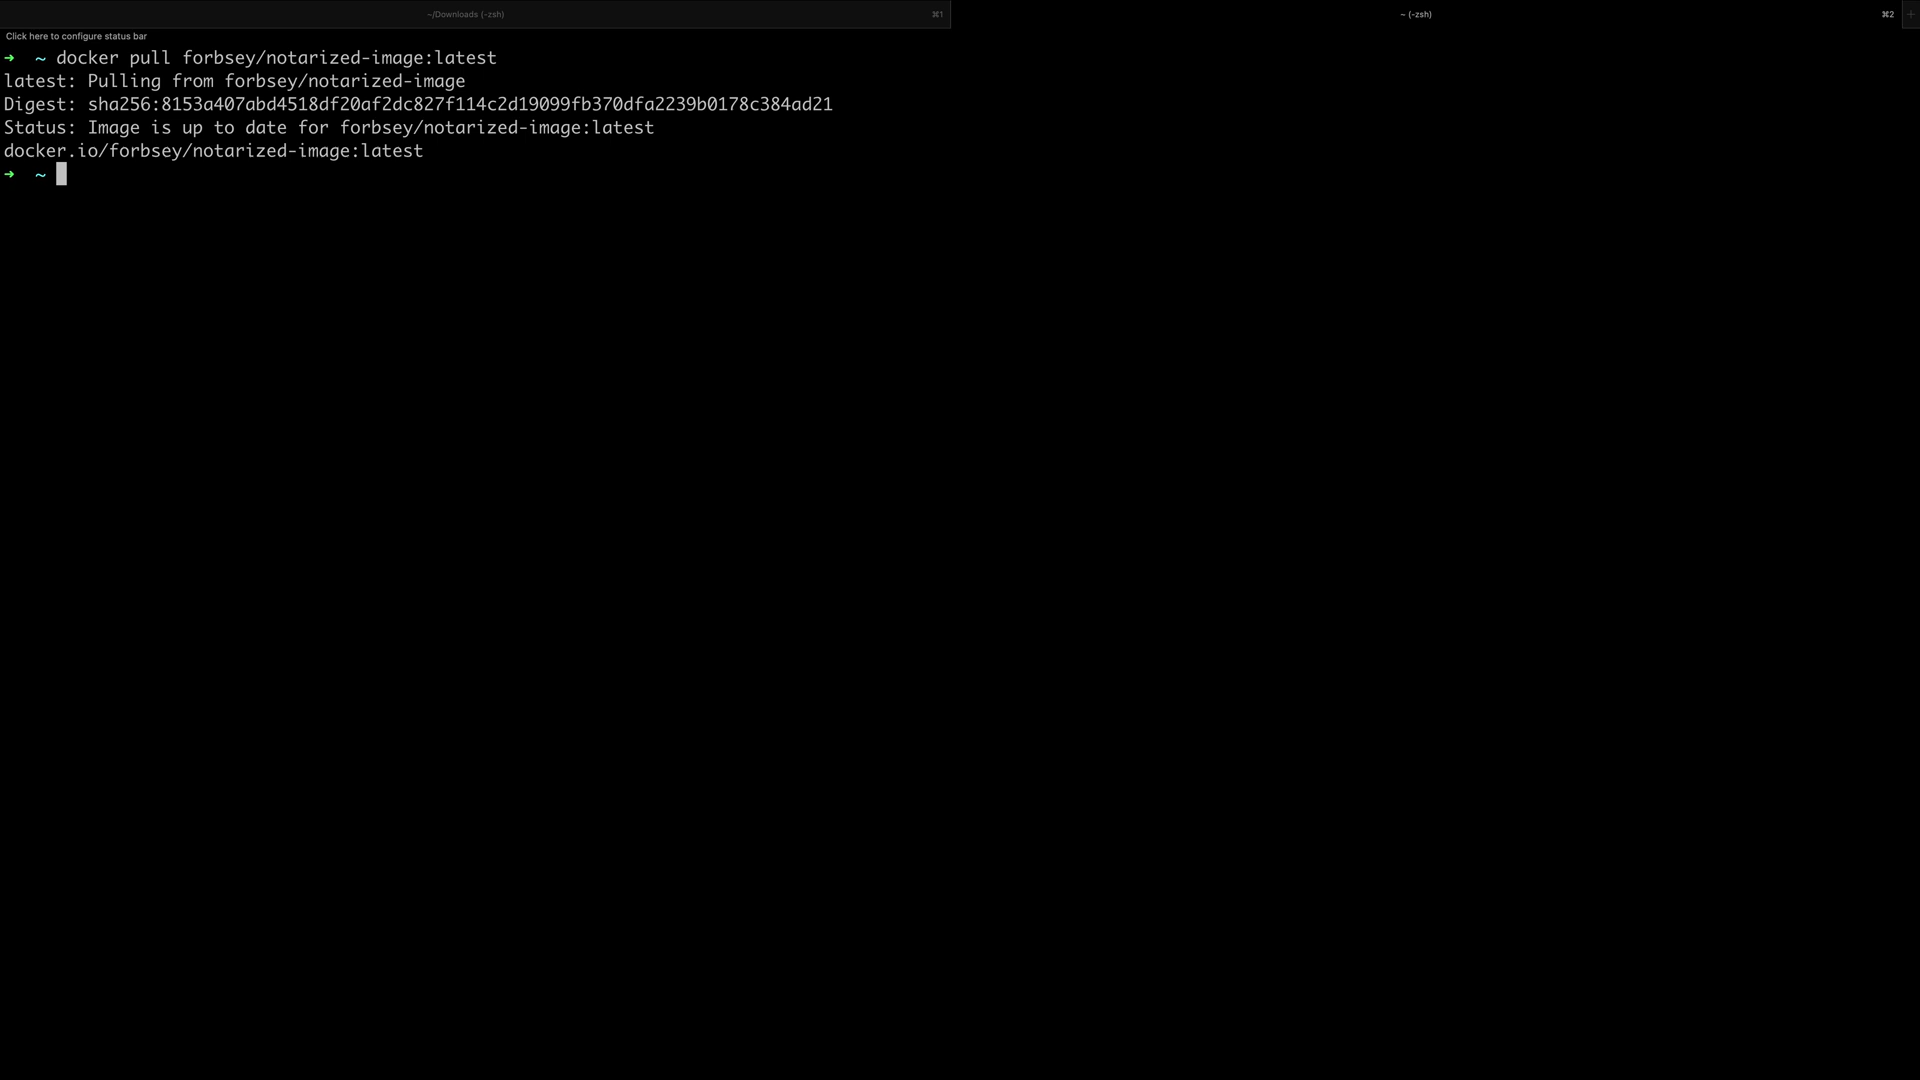 ~/Downloads (-zsh) ⌘1 ~ (-zsh) ⌘2 +
Click here to configure status bar
➜ ~ docker pull forbsey/notarized-image:latest
latest: Pulling from forbsey/notarized-image
Digest: sha256:8153a407abd4518df20af2dc827f114c2d19099fb370dfa2239b0178c384ad21
Status: Image is up to date for forbsey/notarized-image:latest
docker.io/forbsey/notarized-image:latest
➜ ~